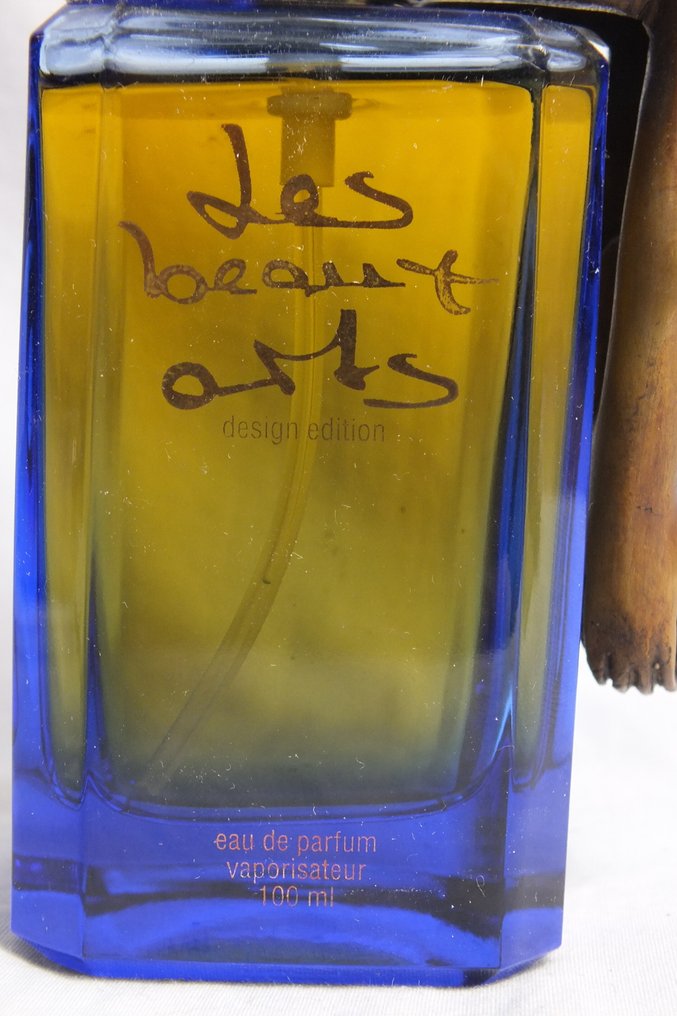 Les
beaux
arts
design edition
eau de parfum
vaporisateur
100 ml